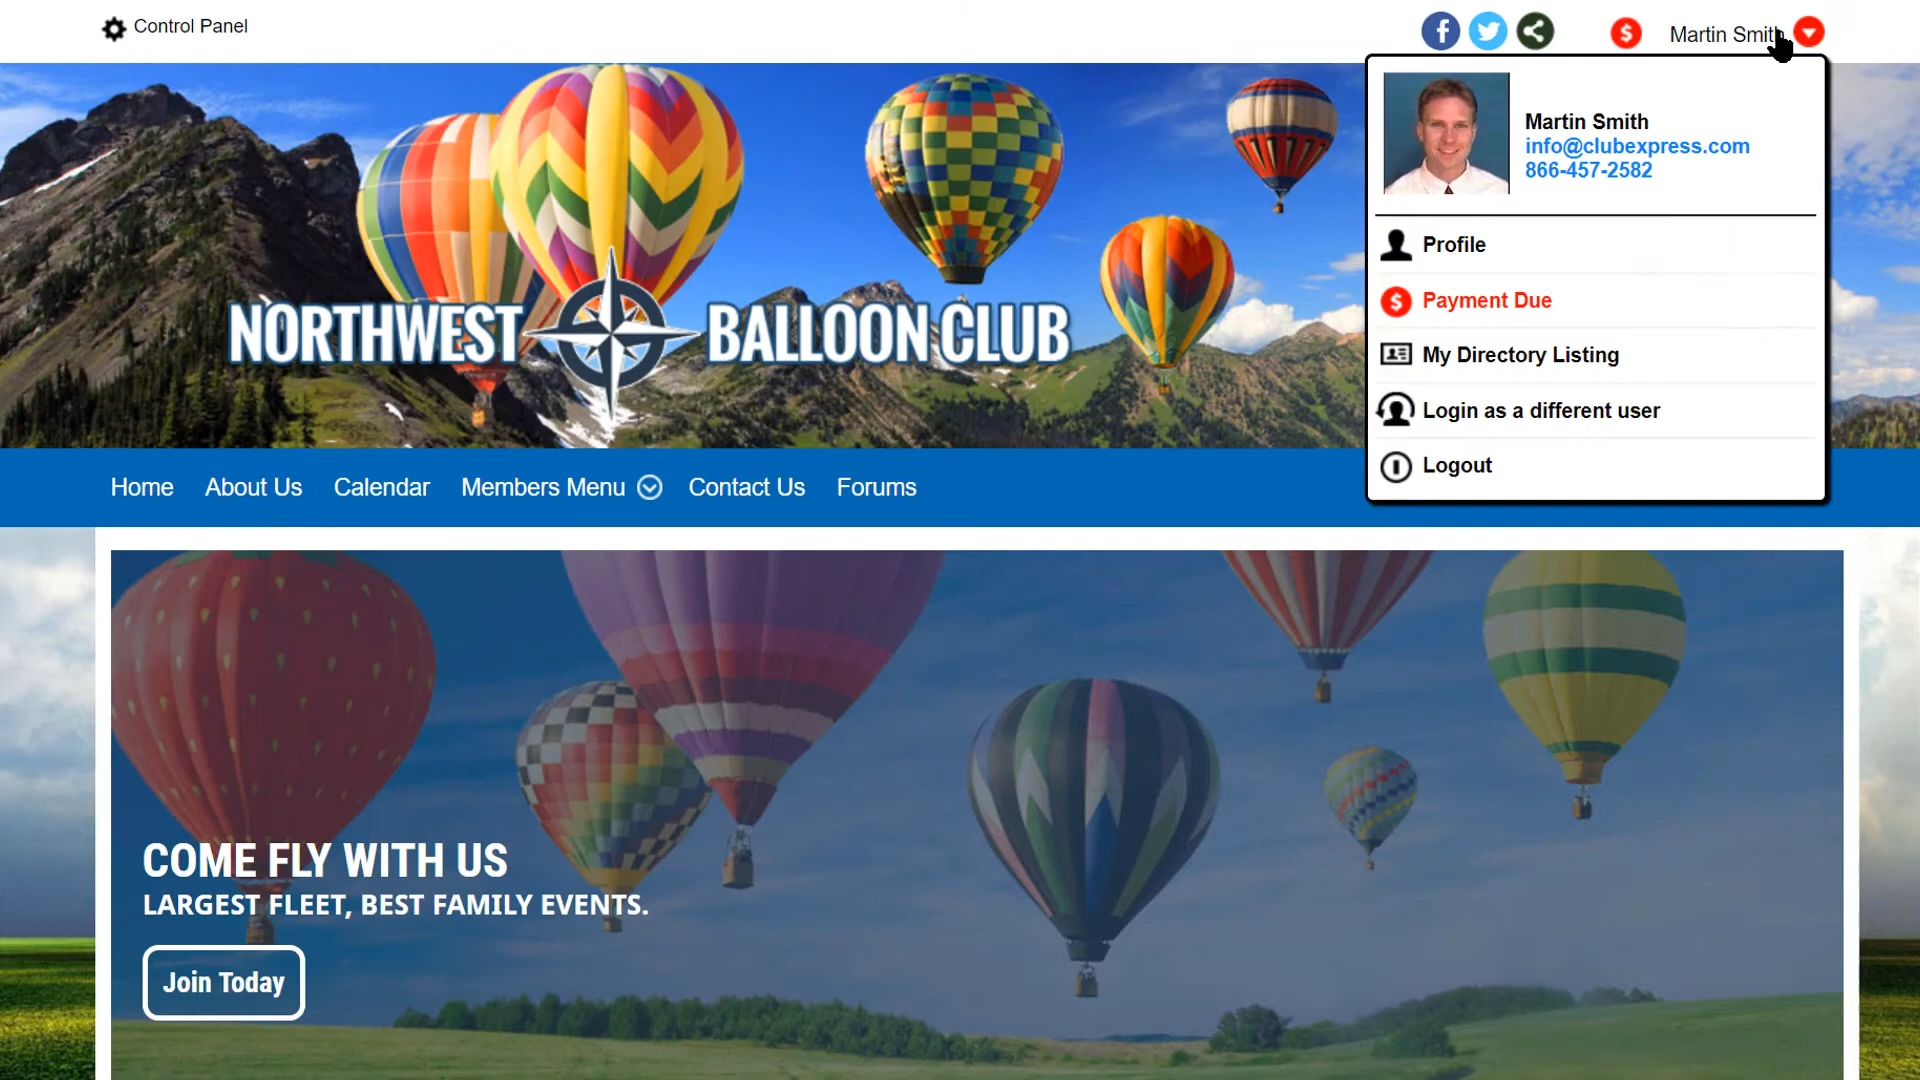 Control Panel
Martin Smith
Martin Smith
info@clubexpress.com
866-457-2582
Profile
Payment Due
My Directory Listing
Login as a different user
Logout
NORTHWEST BALLOON CLUB
Home About Us Calendar Members Menu Contact Us Forums
COME FLY WITH US
LARGEST FLEET, BEST FAMILY EVENTS.
Join Today